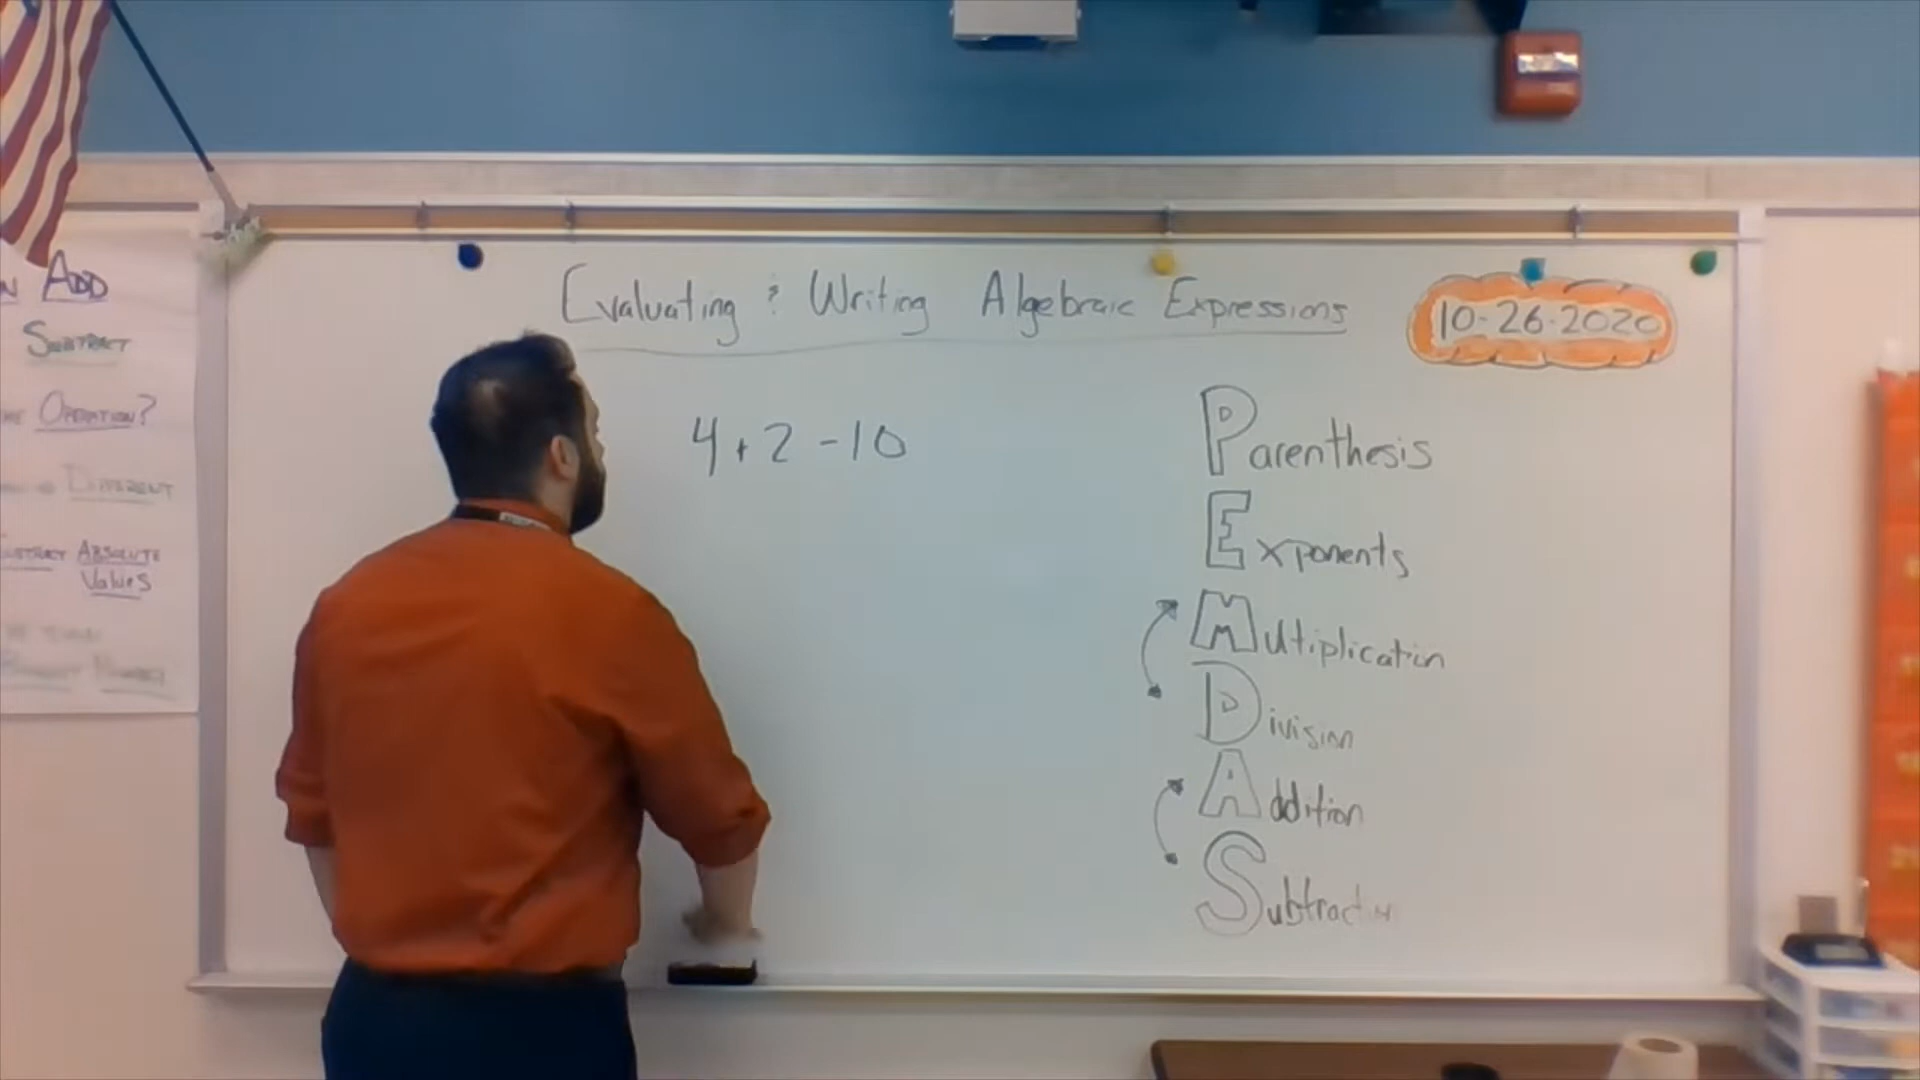 Evaluating & Writing Algebraic Expressions
10-26-2020
4+2-10
Parenthesis
Exponents
Multiplication
Division
Addition
Subtraction
ADD
SUBTRACT
OPERATION?
DIFFERENT
ABSOLUTE
VALUES